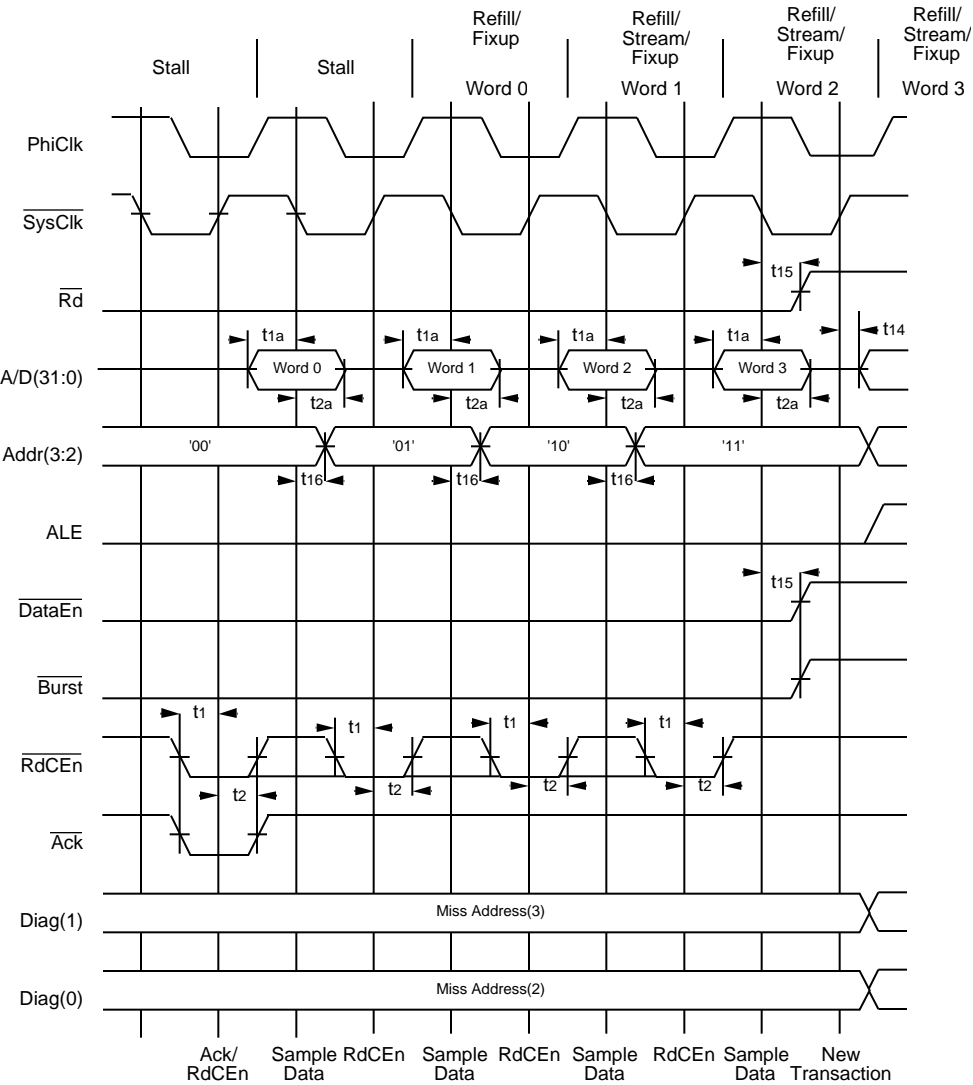 Refill/ Refill/ Refill/ Refill/
Fixup Stream/ Stream/ Stream/
Fixup Fixup Fixup
Stall Stall
Word 0 Word 1 Word 2 Word 3
PhiClk
SysClk
Rd
t15
A/D(31:0)
t1a t1a t1a t1a t14
Word 0 Word 1 Word 2 Word 3
t2a t2a t2a t2a
Addr(3:2)
'00' '01' '10' '11'
t16 t16 t16
ALE
DataEn
t15
Burst
RdCEn
t1 t1 t1 t1
t2 t2 t2 t2
Ack
Diag(1)
Miss Address(3)
Diag(0)
Miss Address(2)
Ack/ Sample RdCEn Sample RdCEn Sample RdCEn Sample New
RdCEn Data Data Data Data Transaction